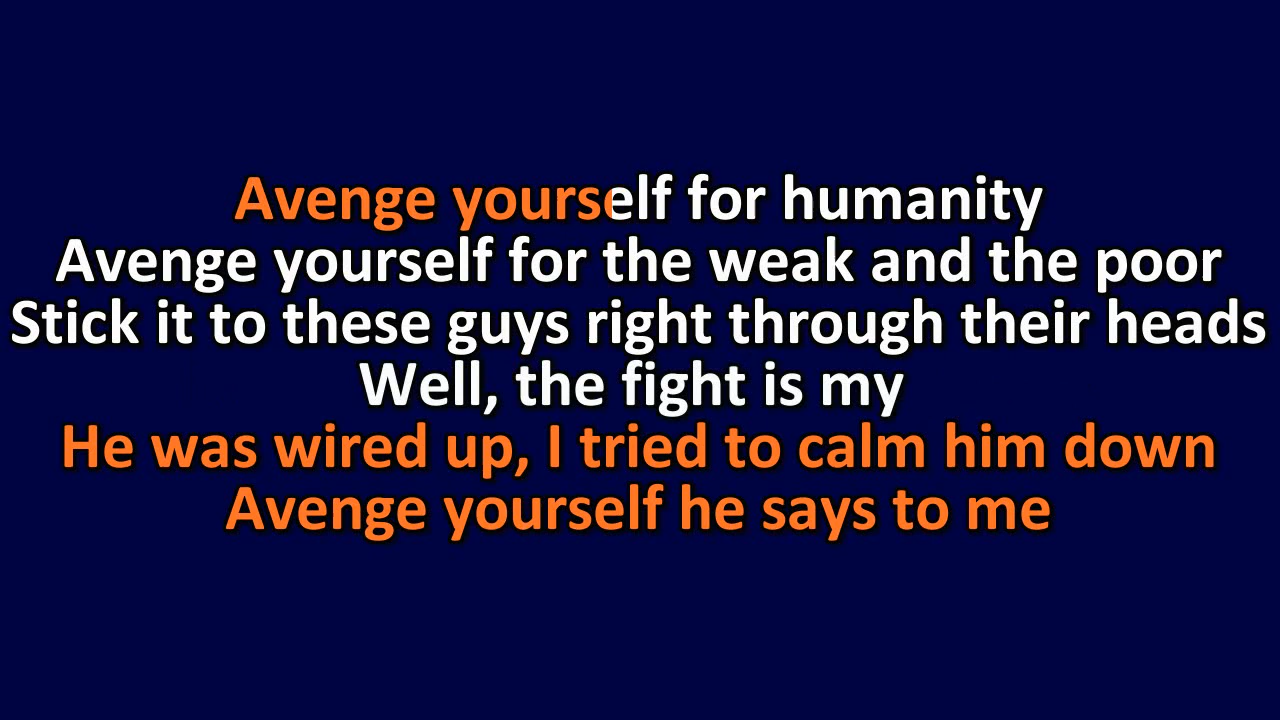 Avenge yourself for humanity
Avenge yourself for the weak and the poor
Stick it to these guys right through their heads
Well, the fight is my
He was wired up, I tried to calm him down
Avenge yourself he says to me